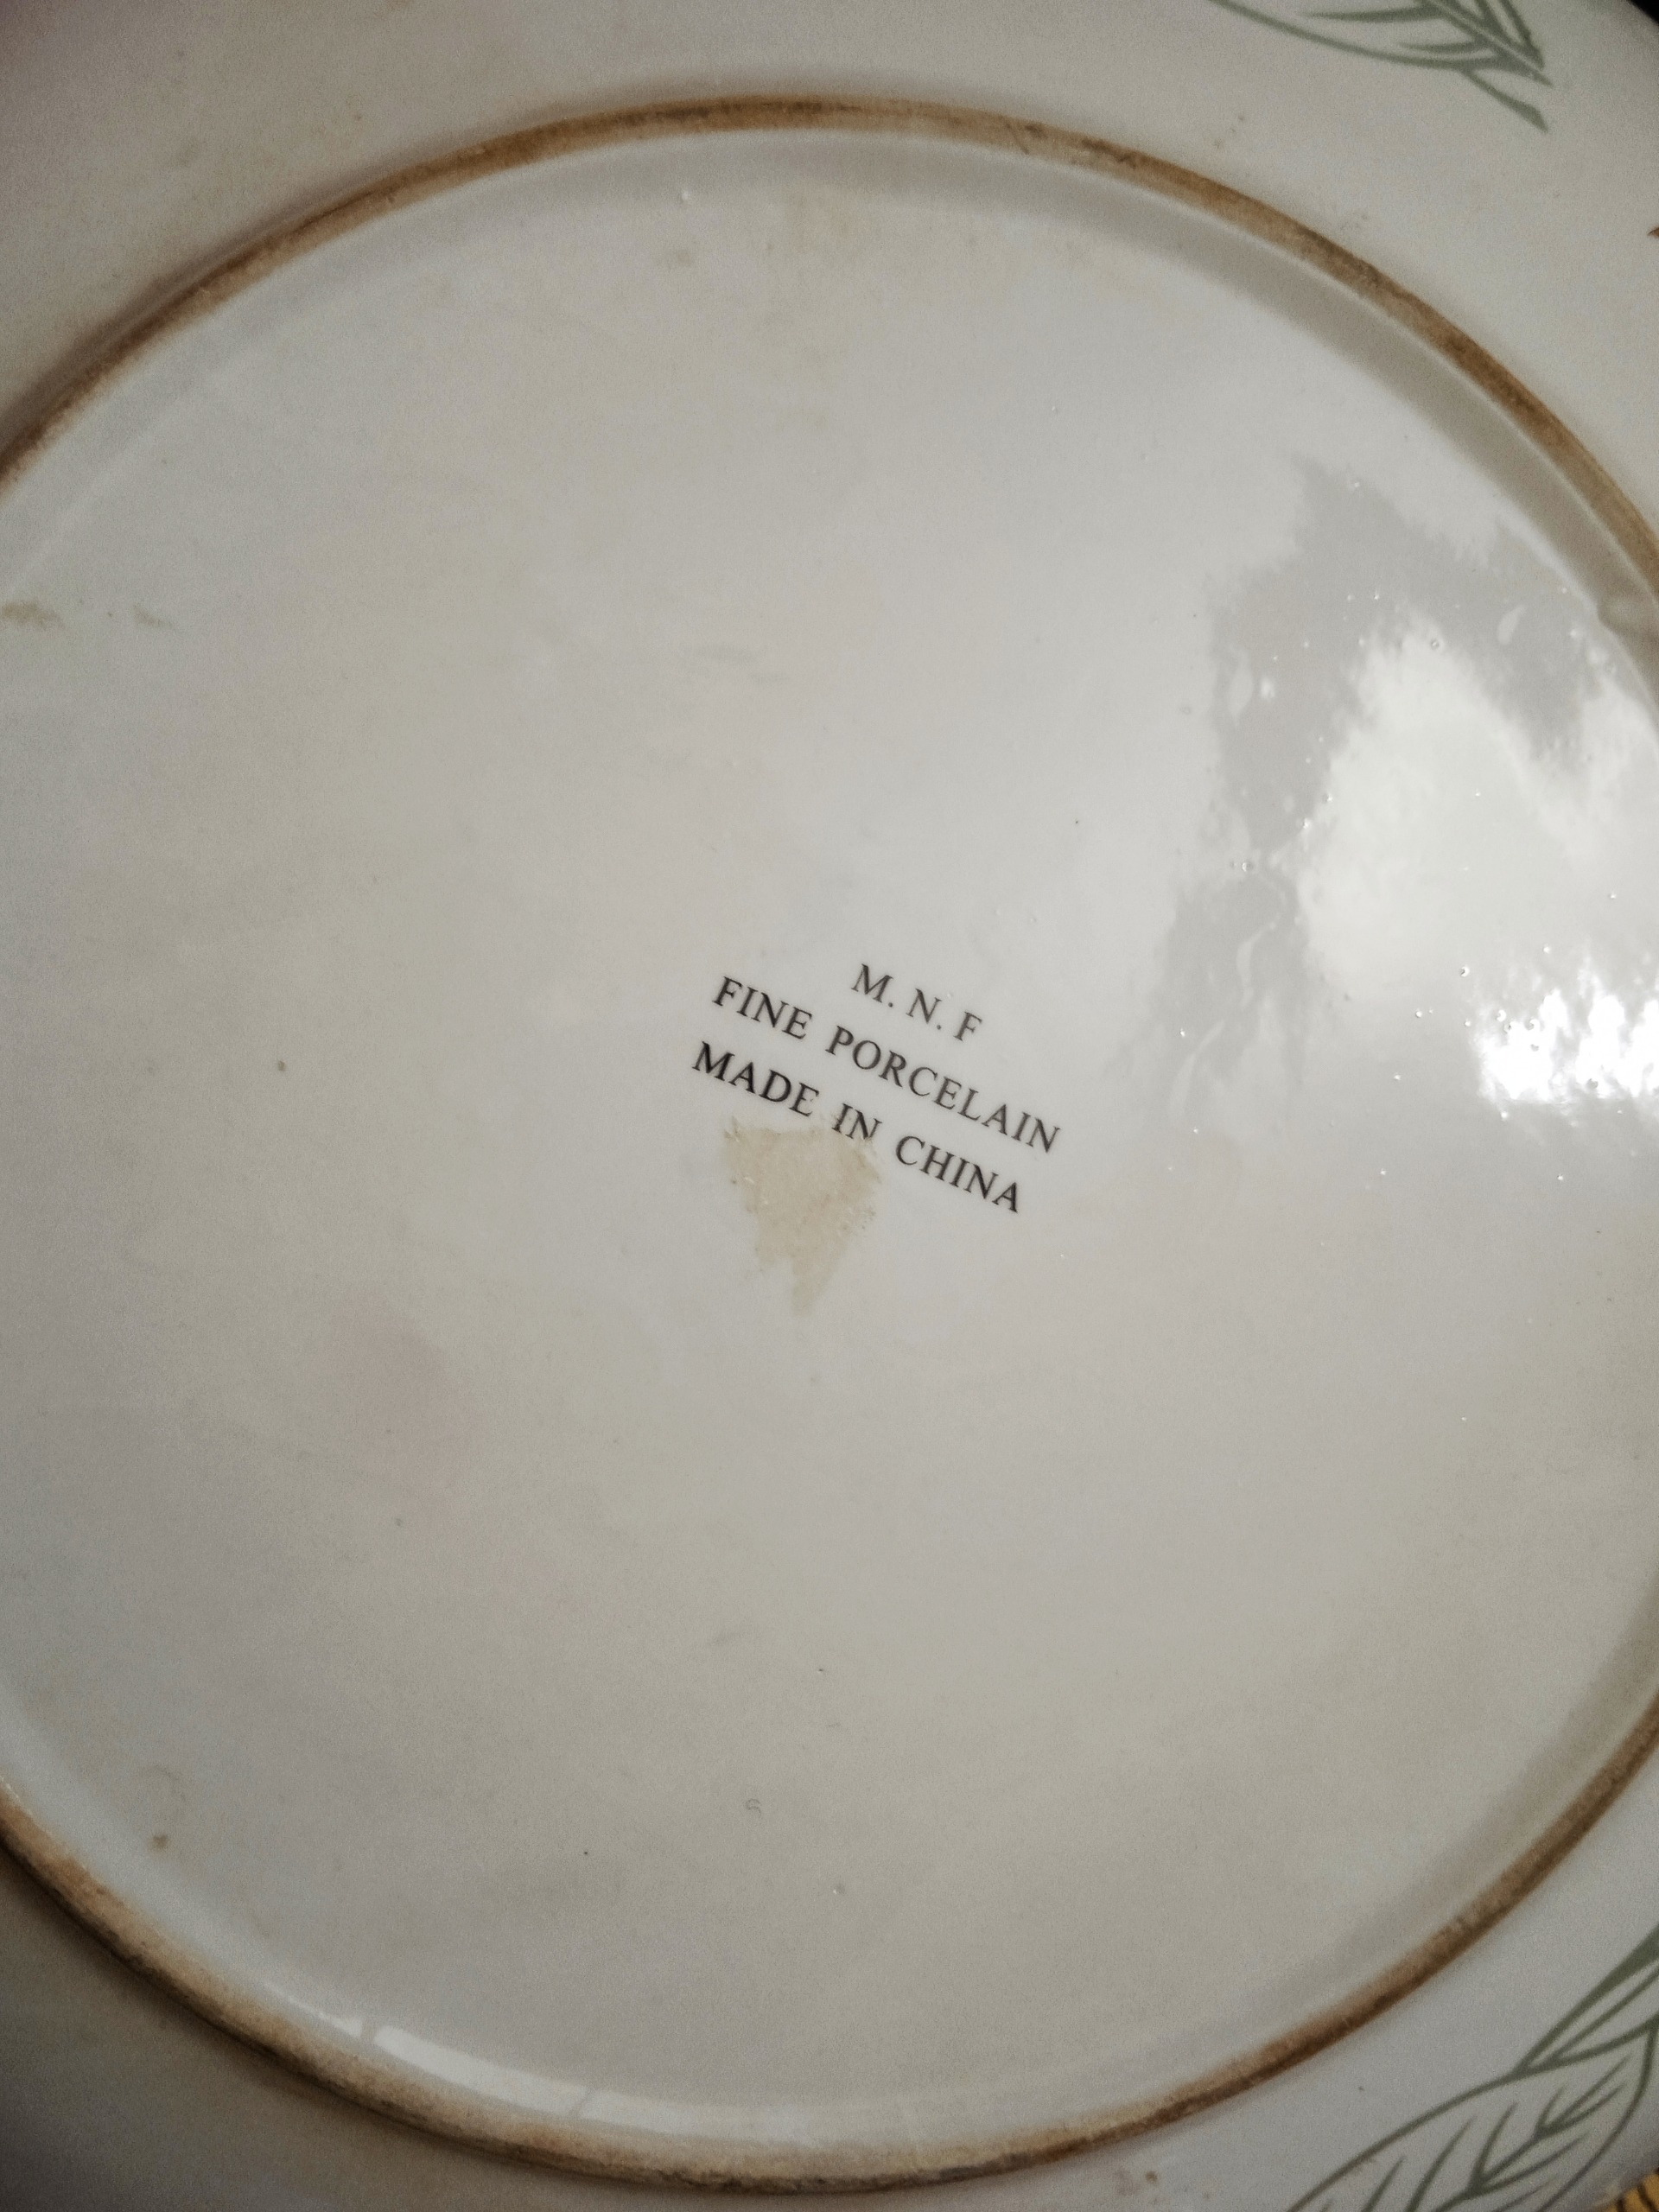 M. N. F
FINE PORCELAIN
MADE IN CHINA